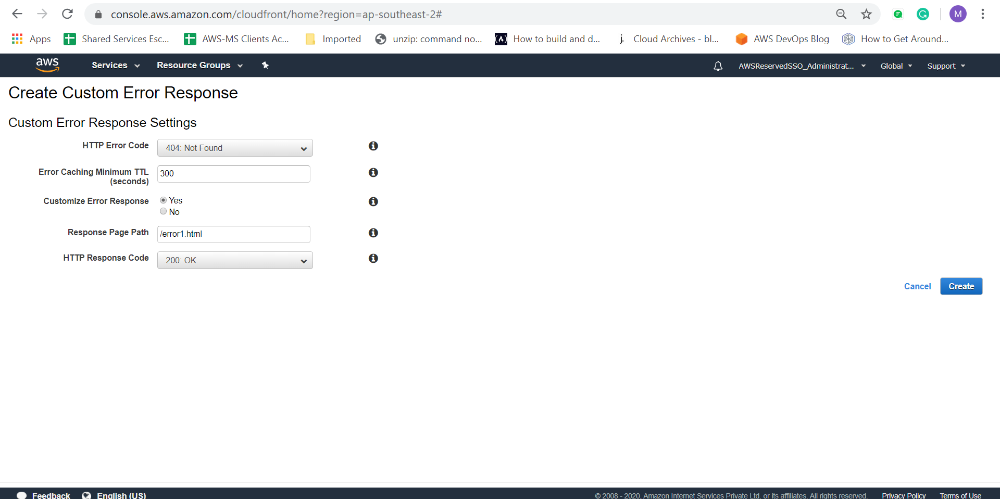 console.aws.amazon.com/cloudfront/home?region=ap-southeast-2#
M
Apps
Shared Services Esc...
AWS-MS Clients Ac...
Imported
unzip: command no...
How to build and d...
j.
Cloud Archives - bl...
AWS DevOps Blog
How to Get Around...
aws
Services
Resource Groups
AWSReservedSSO_Administrat...
Global
Support
Create Custom Error Response
Custom Error Response Settings
HTTP Error Code
404: Not Found
Error Caching Minimum TTL
(seconds)
300
Customize Error Response
Yes
No
Response Page Path
/error1.html
HTTP Response Code
200: OK
Cancel
Create
Feedback
English (US)
© 2008 - 2020, Amazon Internet Services Private Ltd. or its affiliates. All rights reserved.
Privacy Policy
Terms of Use